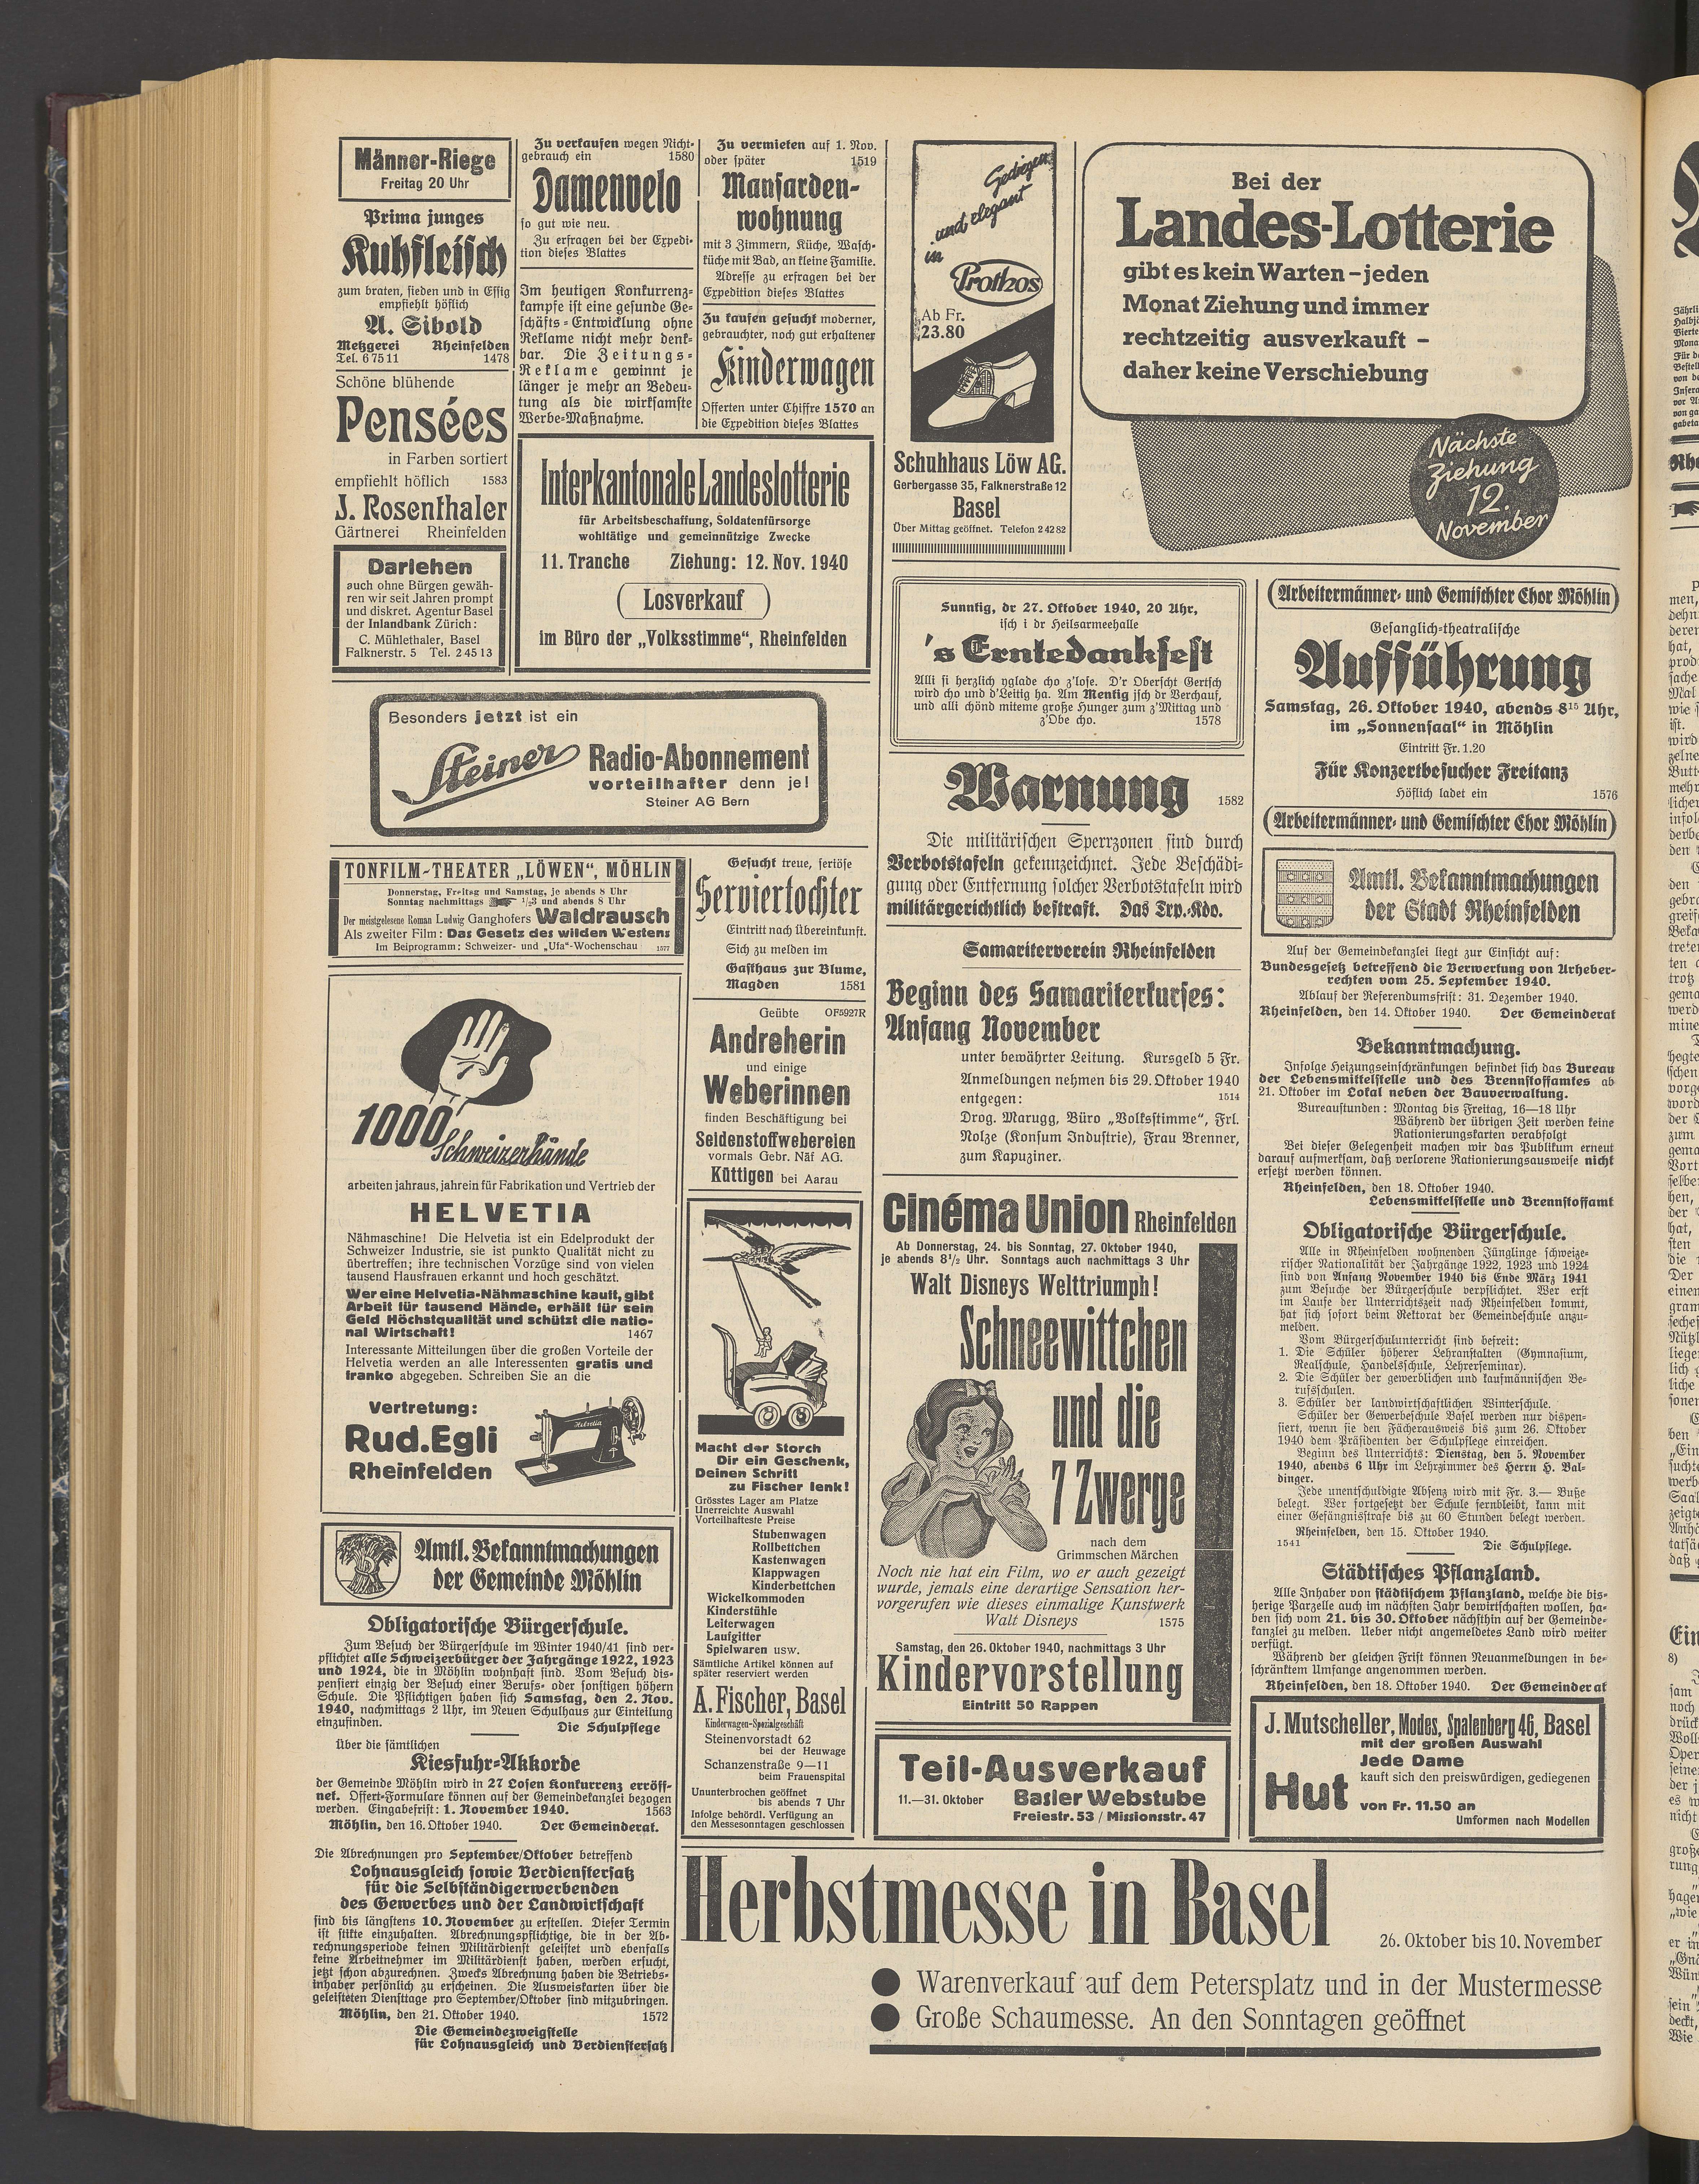 Männer-Riege
Freitag 20 Uhr
Prima junges
Kuhfleisch
zum braten, sieden und in Essig
empfiehlt höflich
A. Sibold
Metzgerei Rheinfelden
Tel. 6 75 11 1478
Schöne blühende
Pensées
in Farben sortiert
empfiehlt höflich 1583
J. Rosenthaler
Gärtnerei Rheinfelden
Darlehen
auch ohne Bürgen gewäh-
ren wir seit Jahren prompt
und diskret. Agentur Basel
der Inlandbank Zürich:
C. Mühlethaler, Basel
Falknerstr. 5 Tel. 2 45 13
Zu verkaufen wegen Nicht-
gebrauch ein 1580
Damenvelo
so gut wie neu.
Zu erfragen bei der Expedi-
tion dieses Blattes
Im heutigen Konkurrenz-
kampfe ist eine gesunde Ge-
schäfts-Entwicklung ohne
Reklame nicht mehr denk-
bar. Die Zeitungs-
Reklame gewinnt je
länger je mehr an Bedeu-
tung als die wirksamste
Werbe-Maßnahme.
Zu vermieten auf 1. Nov.
oder später 1519
Mansarden-
wohnung
mit 3 Zimmern, Küche, Wasch-
küche mit Bad, an kleine Familie.
Adresse zu erfragen bei der
Expedition dieses Blattes
Zu kaufen gesucht moderner,
gebrauchter, noch gut erhaltener
Kinderwagen
Offerten unter Chiffre 1570 an
die Expedition dieses Blattes
Interkantonale Landeslotterie
für Arbeitsbeschaffung, Soldatenfürsorge
wohltätige und gemeinnützige Zwecke
11. Tranche Ziehung: 12. Nov. 1940
Losverkauf
im Büro der „Volksstimme“, Rheinfelden
Besonders jetzt ist ein
Steiner Radio-Abonnement
vorteilhafter denn je!
Steiner AG Bern
Gediegen
und elegant
in
Prothos
Ab Fr.
23.80
Schuhhaus Löw AG.
Gerbergasse 35, Falknerstraße 12
Basel
Über Mittag geöffnet. Telefon 2 42 82
Bei der
Landes-Lotterie
gibt es kein Warten – jeden
Monat Ziehung und immer
rechtzeitig ausverkauft –
daher keine Verschiebung
Nächste
Ziehung
12.
November
TONFILM-THEATER „LÖWEN“, MÖHLIN
Donnerstag, Freitag und Samstag, je abends 8 Uhr
Sonntag nachmittags 1/2 3 und abends 8 Uhr
Der meistgelesene Roman Ludwig Ganghofers Waldrausch
Als zweiter Film: Das Gesetz des wilden Westens
Im Beiprogramm: Schweizer- und „Ufa“-Wochenschau 1577
1000 Schweizerhände
arbeiten jahraus, jahrein für Fabrikation und Vertrieb der
HELVETIA
Nähmaschine! Die Helvetia ist ein Edelprodukt der
Schweizer Industrie, sie ist punkto Qualität nicht zu
übertreffen; ihre technischen Vorzüge sind von vielen
tausend Hausfrauen erkannt und hoch geschätzt.
Wer eine Helvetia-Nähmaschine kauft, gibt
Arbeit für tausend Hände, erhält für sein
Geld Höchstqualität und schützt die natio-
nal Wirtschaft! 1467
Interessante Mitteilungen über die großen Vorteile der
Helvetia werden an alle Interessenten gratis und
franko abgegeben. Schreiben Sie an die
Vertretung:
Rud. Egli
Rheinfelden
Helvetia
Amtl. Bekanntmachungen
der Gemeinde Möhlin
Obligatorische Bürgerschule.
Zum Besuch der Bürgerschule im Winter 1940/41 sind ver-
pflichtet alle Schweizerbürger der Jahrgänge 1922, 1923
und 1924, die in Möhlin wohnhaft sind. Vom Besuch dis-
pensiert einzig der Besuch einer Berufs- oder sonstigen höhern
Schule. Die Pflichtigen haben sich Samstag, den 2. Nov.
1940, nachmittags 2 Uhr, im Neuen Schulhaus zur Einteilung
einzufinden. Die Schulpflege
Über die sämtlichen
Kiesfuhr-Akkorde
der Gemeinde Möhlin wird in 27 Losen Konkurrenz eröff-
net. Offert-Formulare können auf der Gemeindekanzlei bezogen
werden. Eingabefrist: 1. November 1940. 1563
Möhlin, den 16. Oktober 1940. Der Gemeinderat.
Die Abrechnungen pro September/Oktober betreffend
Lohnausgleich sowie Verdienstersatz
für die Selbständigerwerbenden
des Gewerbes und der Landwirtschaft
sind bis längstens 10. November zu erstellen. Dieser Termin
ist strikte einzuhalten. Abrechnungspflichtige, die in der Ab-
rechnungsperiode keinen Militärdienst geleistet und ebenfalls
keine Arbeitnehmer im Militärdienst haben, werden ersucht,
jetzt schon abzurechnen. Zwecks Abrechnung haben die Betriebs-
inhaber persönlich zu erscheinen. Die Ausweiskarten über die
geleisteten Diensttage pro September/Oktober sind mitzubringen.
Möhlin, den 21. Oktober 1940. 1572
Die Gemeindezweigstelle
für Lohnausgleich und Verdienstersatz
Gesucht treue, seriöse
Serviertochter
Eintritt nach Übereinkunft.
Sich zu melden im
Gasthaus zur Blume,
Magden 1581
Geübte OF5927R
Andreherin
und einige
Weberinnen
finden Beschäftigung bei
Seidenstoffwebereien
vormals Gebr. Näf AG.
Küttigen bei Aarau
Macht der Storch
Dir ein Geschenk,
Deinen Schritt
zu Fischer lenk!
Grösstes Lager am Platze
Unerreichte Auswahl
Vorteilhafteste Preise
Stubenwagen
Rollbettchen
Kastenwagen
Klappwagen
Kinderbettchen
Wickelkommoden
Kinderstühle
Leiterwagen
Laufgitter
Spielwaren usw.
Sämtliche Artikel können auf
später reserviert werden
A. Fischer, Basel
Kinderwagen-Spezialgeschäft
Steinenvorstadt 62
bei der Heuwage
Schanzenstraße 9—11
beim Frauenspital
Ununterbrochen geöffnet
bis abends 7 Uhr
Infolge behördl. Verfügung an
den Messesonntagen geschlossen
Sunntig, dr 27. Oktober 1940, 20 Uhr,
isch i dr Heilsarmeehalle
's Erntedankfest
Alli si herzlich yglade cho z'lose. D'r Oberscht Gertsch
wird cho und d'Leitig ha. Am Mentig isch dr Verchauf,
und alli chönd miteme große Hunger zum z'Mittag und
z'Obe cho. 1578
Warnung 1582
Die militärischen Sperrzonen sind durch
Verbotstafeln gekennzeichnet. Jede Beschädi-
gung oder Entfernung solcher Verbotstafeln wird
militärgerichtlich bestraft. Das Trp.-Kdo.
Samariterverein Rheinfelden
Beginn des Samariterkurses:
Anfang November
unter bewährter Leitung. Kursgeld 5 Fr.
Anmeldungen nehmen bis 29. Oktober 1940
entgegen: 1514
Drog. Marugg, Büro „Volksstimme“, Frl.
Nolze (Konsum Industrie), Frau Brenner,
zum Kapuziner.
Cinéma Union Rheinfelden
Ab Donnerstag, 24. bis Sonntag, 27. Oktober 1940,
je abends 8 1/2 Uhr. Sonntags auch nachmittags 3 Uhr
Walt Disneys Welttriumph!
Schneewittchen
und die
7 Zwerge
nach dem
Grimmschen Märchen
Noch nie hat ein Film, wo er auch gezeigt
wurde, jemals eine derartige Sensation her-
vorgerufen wie dieses einmalige Kunstwerk
Walt Disneys 1575
Samstag, den 26. Oktober 1940, nachmittags 3 Uhr
Kindervorstellung
Eintritt 50 Rappen
Teil-Ausverkauf
11.—31. Oktober Basler Webstube
Freiestr. 53 / Missionsstr. 47
Arbeitermänner- und Gemischter Chor Möhlin
Gesanglich-theatralische
Aufführung
Samstag, 26. Oktober 1940, abends 8 15 Uhr,
im „Sonnensaal“ in Möhlin
Eintritt Fr. 1.20
Für Konzertbesucher Freitanz
Höflich ladet ein 1576
Arbeitermänner- und Gemischter Chor Möhlin
Amtl. Bekanntmachungen
der Stadt Rheinfelden
Auf der Gemeindekanzlei liegt zur Einsicht auf:
Bundesgesetz betreffend die Verwertung von Urheber-
rechten vom 25. September 1940.
Ablauf der Referendumsfrist: 31. Dezember 1940.
Rheinfelden, den 14. Oktober 1940. Der Gemeinderat
Bekanntmachung.
Infolge Heizungseinschränkungen befindet sich das Bureau
der Lebensmittelstelle und des Brennstoffamtes ab
21. Oktober im Lokal neben der Bauverwaltung.
Bureaustunden: Montag bis Freitag, 16—18 Uhr
Während der übrigen Zeit werden keine
Rationierungskarten verabfolgt
Bei dieser Gelegenheit machen wir das Publikum erneut
darauf aufmerksam, daß verlorene Rationierungsausweise nicht
ersetzt werden können.
Rheinfelden, den 18. Oktober 1940.
Lebensmittelstelle und Brennstoffamt
Obligatorische Bürgerschule.
Alle in Rheinfelden wohnenden Jünglinge schweize-
rischer Nationalität der Jahrgänge 1922, 1923 und 1924
sind von Anfang November 1940 bis Ende März 1941
zum Besuche der Bürgerschule verpflichtet. Wer erst
im Laufe der Unterrichtszeit nach Rheinfelden kommt,
hat sich sofort beim Rektorat der Gemeindeschule anzu-
melden.
Vom Bürgerschulunterricht sind befreit:
1. Die Schüler höherer Lehranstalten (Gymnasium,
Realschule, Handelsschule, Lehrerseminar).
2. Die Schüler der gewerblichen und kaufmännischen Be-
rufsschulen.
3. Schüler der landwirtschaftlichen Winterschule.
Schüler der Gewerbeschule Basel werden nur dispen-
siert, wenn sie den Fächerausweis bis zum 26. Oktober
1940 dem Präsidenten der Schulpflege einreichen.
Beginn des Unterrichts: Dienstag, den 5. November
1940, abends 6 Uhr im Lehrzimmer des Herrn H. Bal-
dinger.
Jede unentschuldigte Absenz wird mit Fr. 3.— Buße
belegt. Wer fortgesetzt der Schule fernbleibt, kann mit
einer Gefängnisstrafe bis zu 60 Stunden belegt werden.
Rheinfelden, den 15. Oktober 1940.
1541 Die Schulpflege.
Städtisches Pflanzland.
Alle Inhaber von städtischem Pflanzland, welche die bis-
herige Parzelle auch im nächsten Jahr bewirtschaften wollen, ha-
ben sich vom 21. bis 30. Oktober nächsthin auf der Gemeinde-
kanzlei zu melden. Ueber nicht angemeldetes Land wird weiter
verfügt.
Während der gleichen Frist können Neuanmeldungen in be-
schränktem Umfange angenommen werden.
Rheinfelden, den 18. Oktober 1940. Der Gemeinderat
J. Mutscheller, Modes, Spalenberg 46, Basel
mit der großen Auswahl
Jede Dame
kauft sich den preiswürdigen, gediegenen
Hut von Fr. 11.50 an
Umformen nach Modellen
Herbstmesse in Basel
26. Oktober bis 10. November
● Warenverkauf auf dem Petersplatz und in der Mustermesse
● Große Schaumesse. An den Sonntagen geöffnet